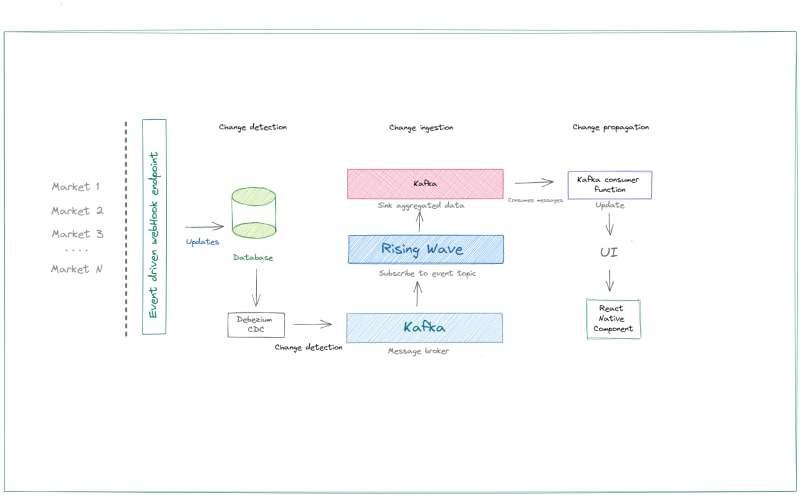 Change detection
Change ingestion
Change propagation
Market 1
Market 2
Market 3
....
Market N
Event driven webHook endpoint
Updates
Database
Debezium
CDC
Change detection
Kafka
Message broker
Rising Wave
Subscribe to event topic
Kafka
Sink aggregated data
Consumes messages
Kafka consumer
function
Update
UI
React
Native
Component